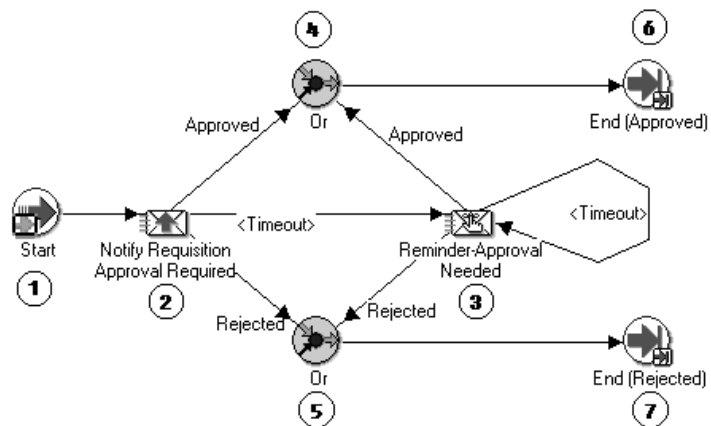 4
6
Or
End (Approved)
Approved
Approved
Start
<Timeout>
<Timeout>
Notify Requisition
Approval Required
Reminder-Approval
Needed
1
2
3
Rejected
Rejected
Or
End (Rejected)
5
7